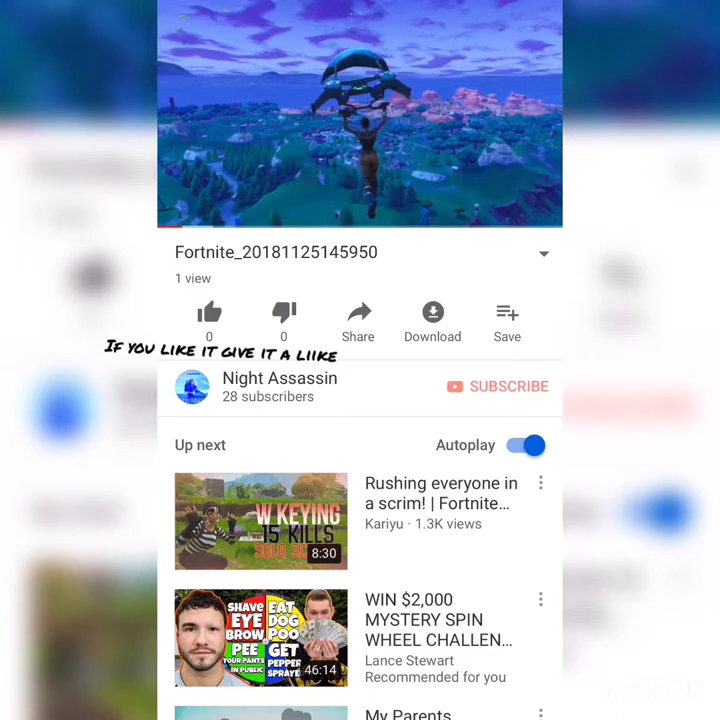 Fortnite_20181125145950
1 view
0
0
Share
Download
Save
IF YOU LIKE IT GIVE IT A LIIKE
Night Assassin
28 subscribers
SUBSCRIBE
Up next
Autoplay
W KEYING
15 KILLS
SOLO SC
8:30
Rushing everyone in
a scrim! | Fortnite...
Kariyu · 1.3K views
SHAVE
EYE
BROW
EAT
DOG
POO
PEE
YOUR PANTS
IN PUBLIC
GET
PEPPER
SPRAYE
46:14
WIN $2,000
MYSTERY SPIN
WHEEL CHALLEN...
Lance Stewart
Recommended for you
My Parents